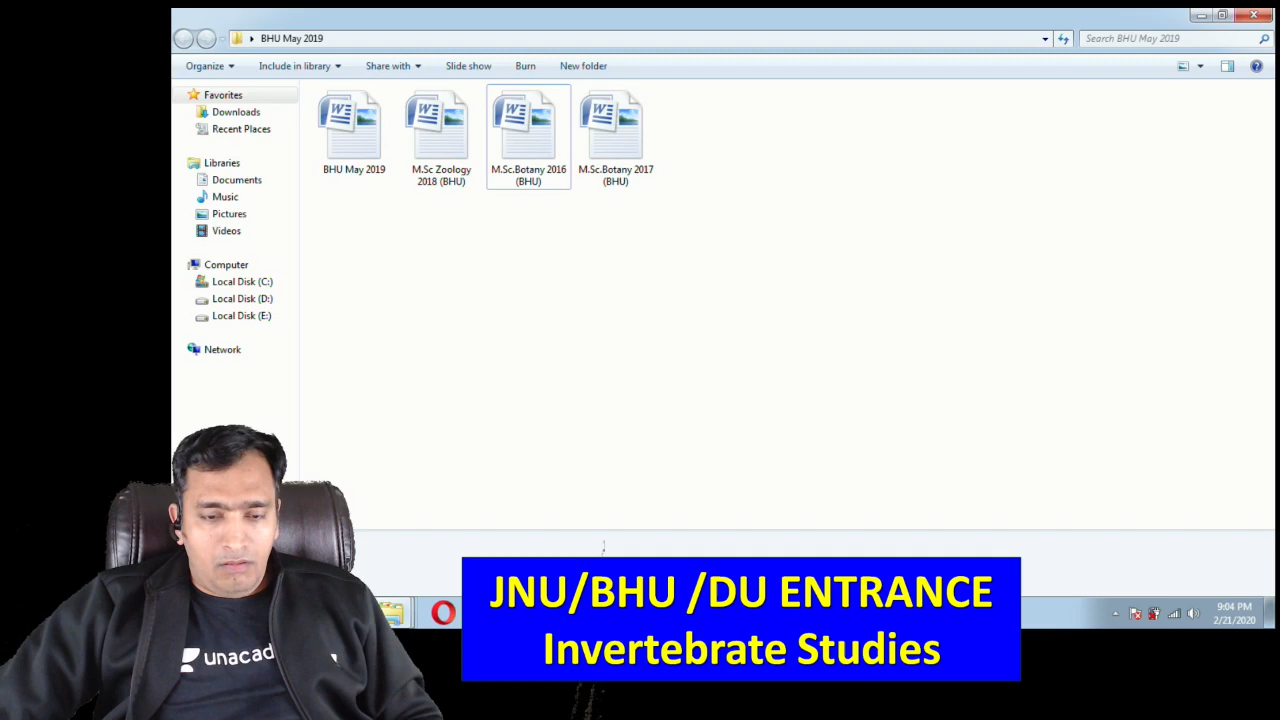 BHU May 2019
Search BHU May 2019
Organize
Include in library
Share with
Slide show
Burn
New folder
Favorites
Downloads
Recent Places
Libraries
Documents
Music
Pictures
Videos
Computer
Local Disk (C:)
Local Disk (D:)
Local Disk (E:)
Network
BHU May 2019
M.Sc Zoology
2018 (BHU)
M.Sc.Botany 2016
(BHU)
M.Sc.Botany 2017
(BHU)
JNU/BHU /DU ENTRANCE
Invertebrate Studies
9:04 PM
2/21/2020
unacad